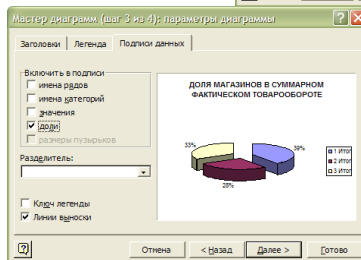 Мастер диаграмм (шаг 3 из 4): параметры диаграммы
Заголовки Легенда Подписи данных
Включить в подписи
имена рядов
имена категорий
значения
доли
размеры пузырьков
Разделитель:
Ключ легенды
Линии выноски
ДОЛЯ МАГАЗИНОВ В СУММАРНОМ
ФАКТИЧЕСКОМ ТОВАРООБОРОТЕ
33%
39%
28%
1 Итог
2 Итог
3 Итог
Отмена < Назад Далее > Готово